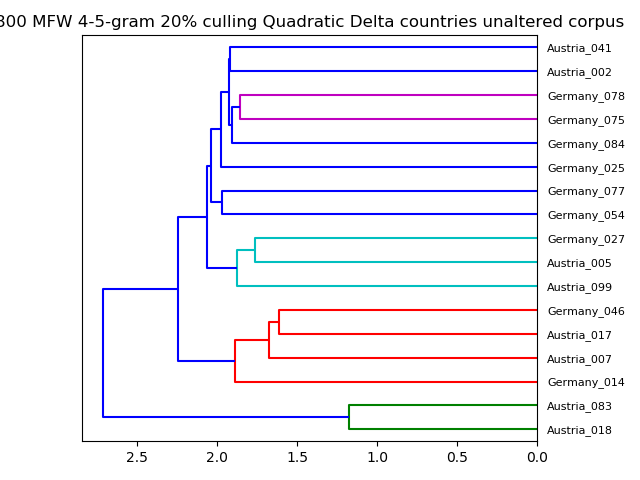 300 MFW 4-5-gram 20% culling Quadratic Delta countries unaltered corpus
Austria_041
Austria_002
Germany_078
Germany_075
Germany_084
Germany_025
Germany_077
Germany_054
Germany_027
Austria_005
Austria_099
Germany_046
Austria_017
Austria_007
Germany_014
Austria_083
Austria_018
2.5 2.0 1.5 1.0 0.5 0.0